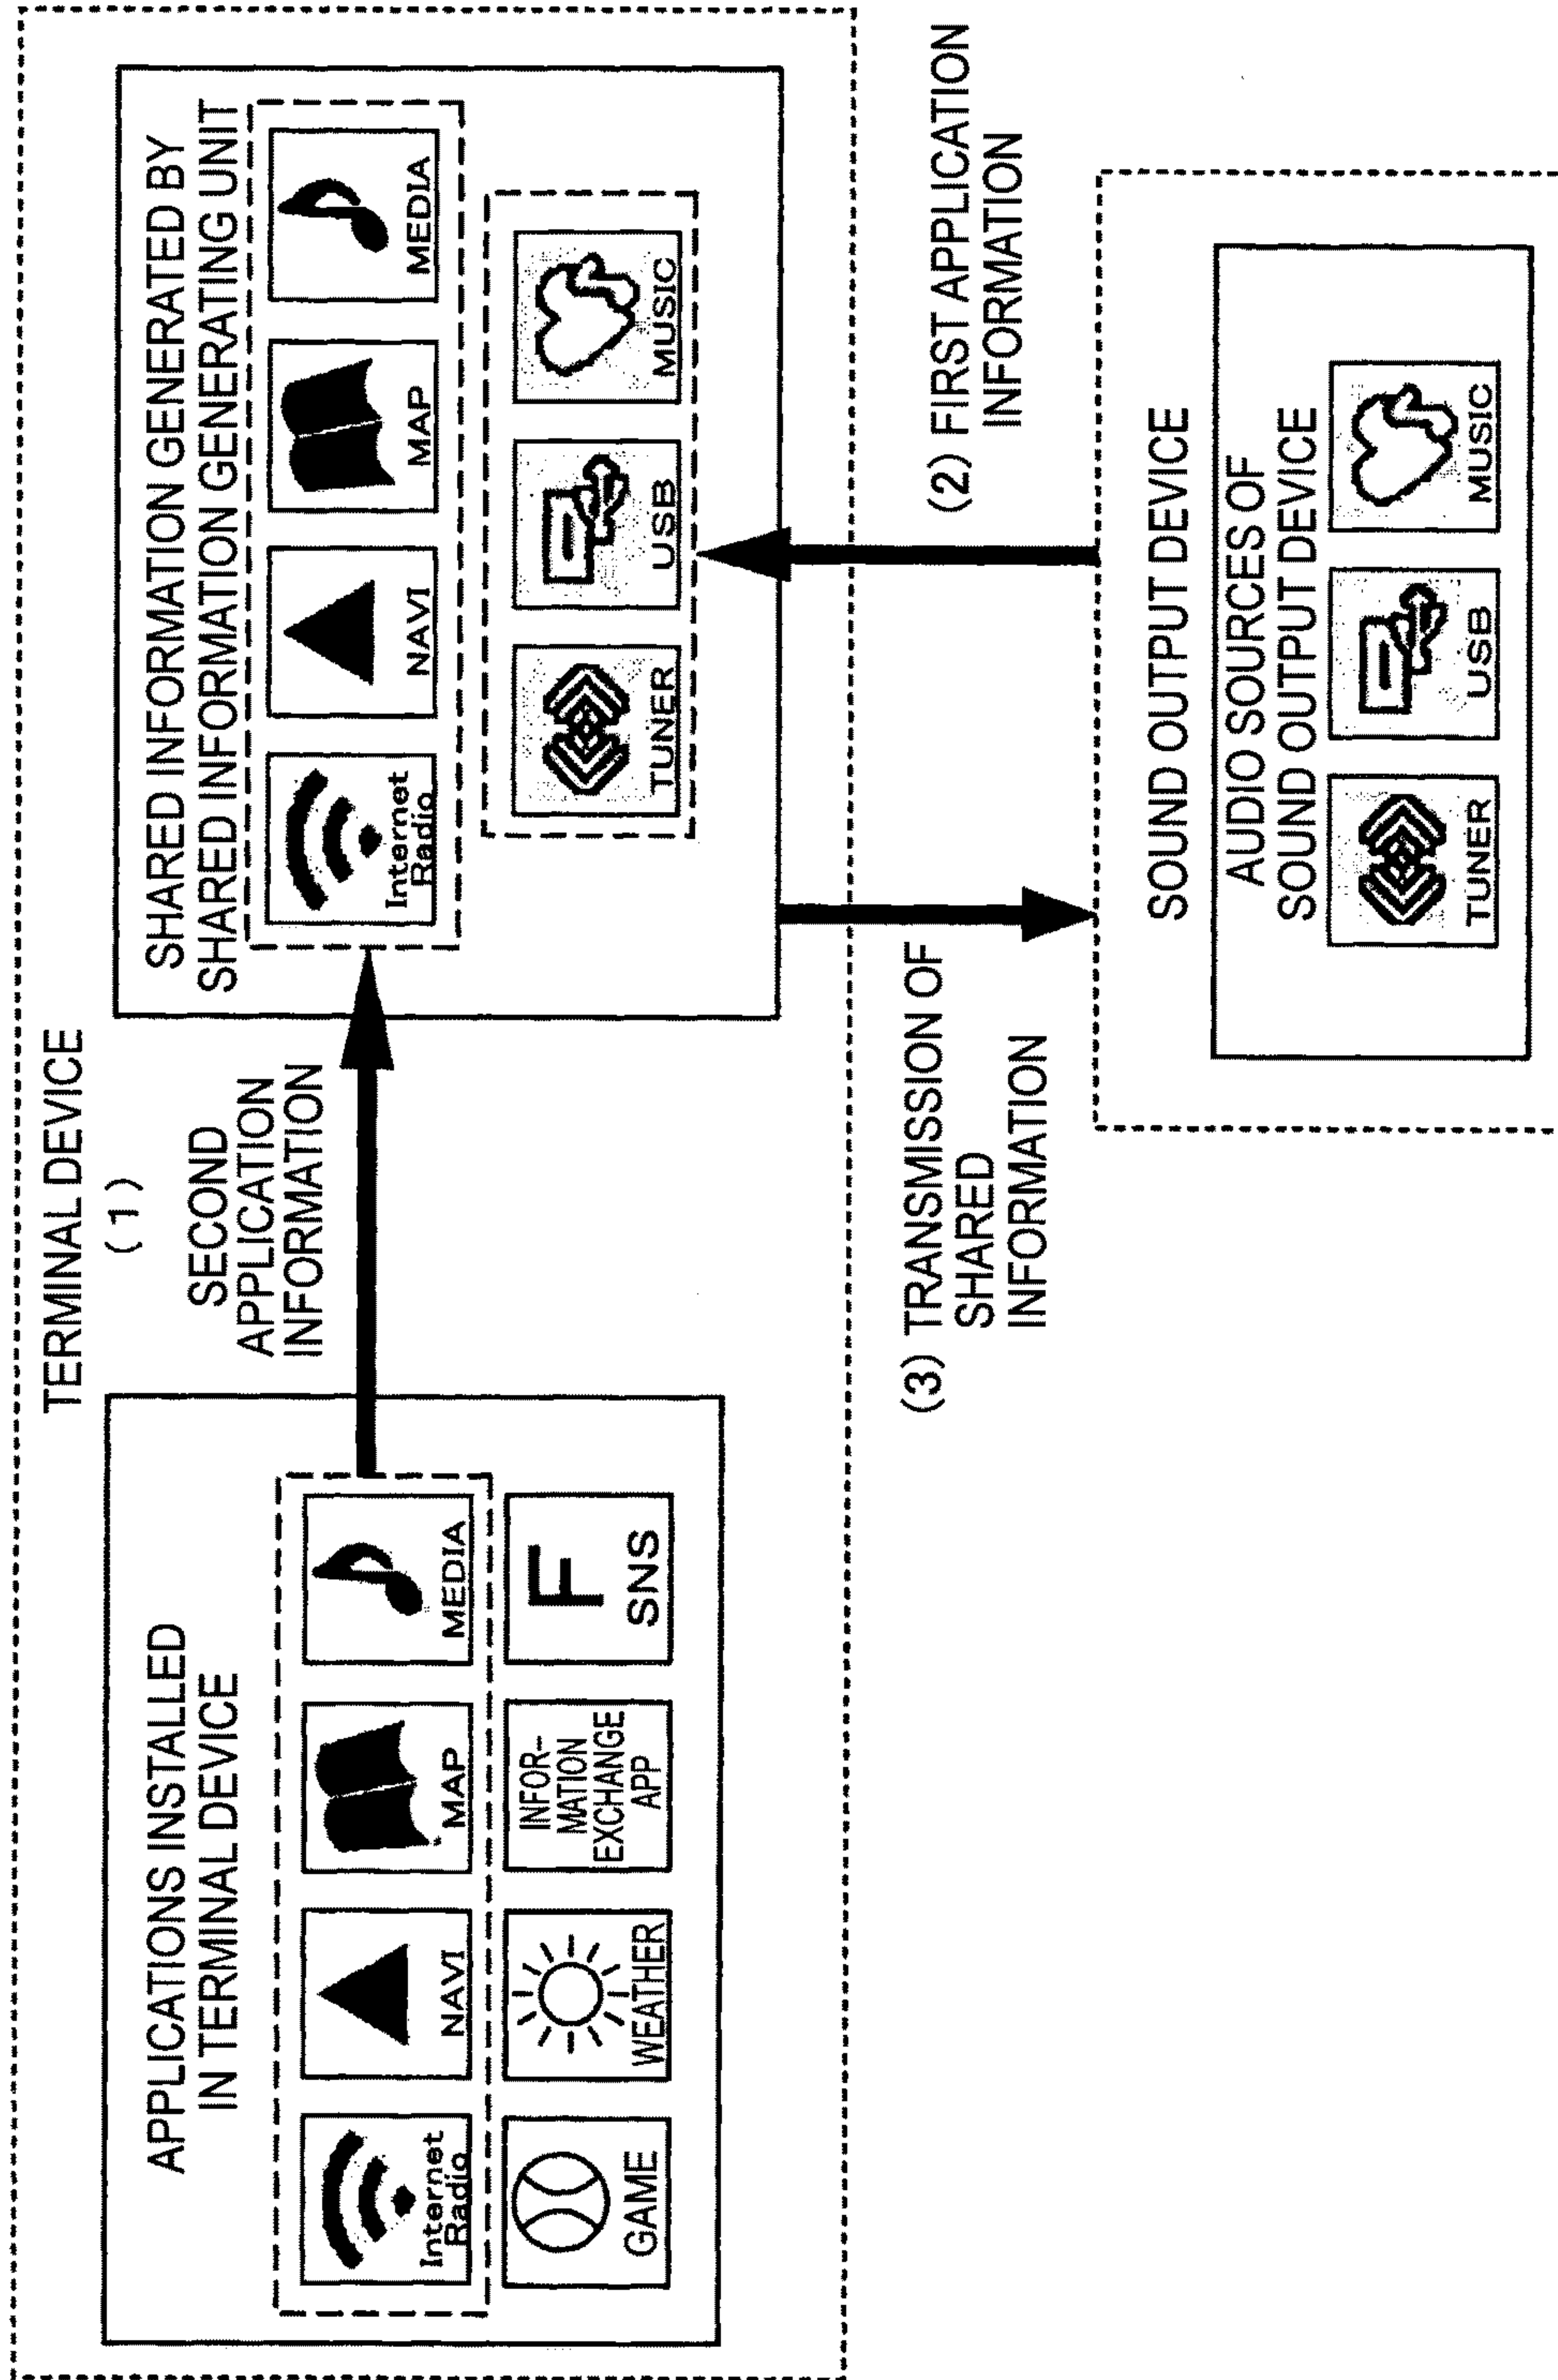 TERMINAL DEVICE
APPLICATIONS INSTALLED
IN TERMINAL DEVICE
Internet
Radio
NAVI
MAP
MEDIA
GAME
WEATHER
INFOR-
MATION
EXCHANGE
APP
F
SNS
(1)
SECOND
APPLICATION
INFORMATION
SHARED INFORMATION GENERATED BY
SHARED INFORMATION GENERATING UNIT
Internet
Radio
NAVI
MAP
MEDIA
TUNER
USB
MUSIC
(3) TRANSMISSION OF
SHARED
INFORMATION
(2) FIRST APPLICATION
INFORMATION
SOUND OUTPUT DEVICE
AUDIO SOURCES OF
SOUND OUTPUT DEVICE
TUNER
USB
MUSIC